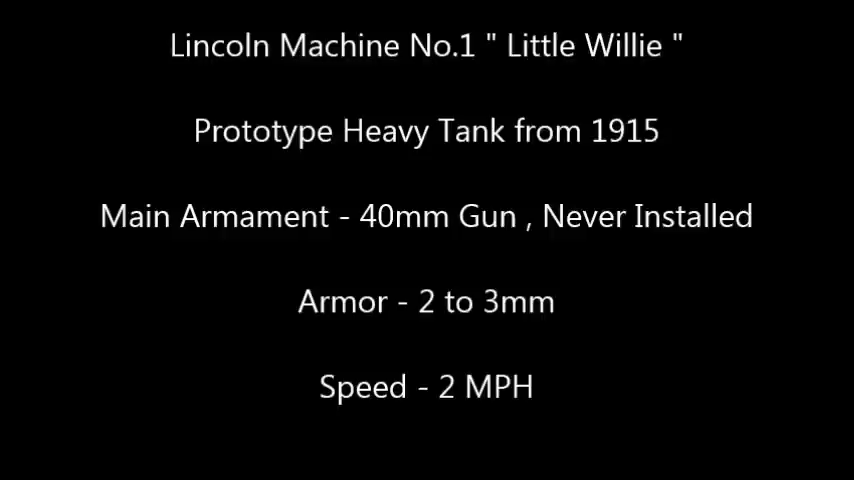 Lincoln Machine No.1 " Little Willie "
Prototype Heavy Tank from 1915
Main Armament - 40mm Gun , Never Installed
Armor - 2 to 3mm
Speed - 2 MPH